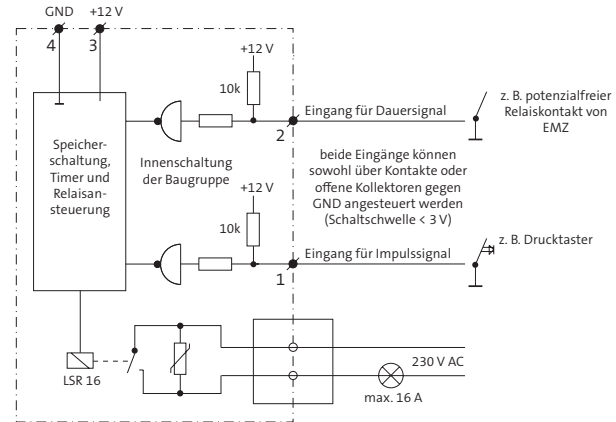 GND
+12 V
4
3
+12 V
10k
Eingang für Dauersignal
2
z. B. potenzialfreier
Relaiskontakt von
EMZ
Speicher-
schaltung,
Timer und
Relaisan-
steuerung
Innenschaltung
der Baugruppe
beide Eingänge können
sowohl über Kontakte oder
offene Kollektoren gegen
GND angesteuert werden
(Schaltschwelle < 3 V)
+12 V
10k
Eingang für Impulssignal
1
z. B. Drucktaster
LSR 16
230 V AC
max. 16 A